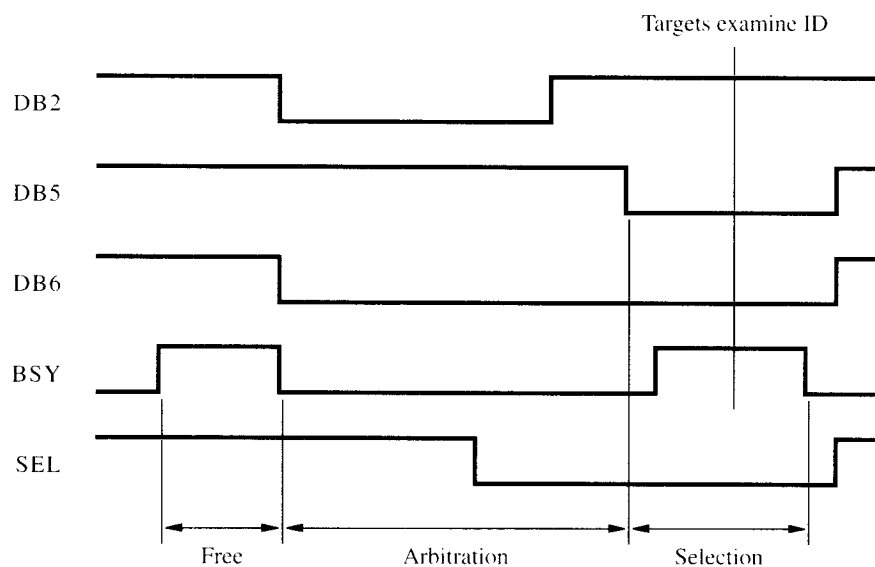 Targets examine ID
DB2
DB5
DB6
BSY
SEL
Free
Arbitration
Selection